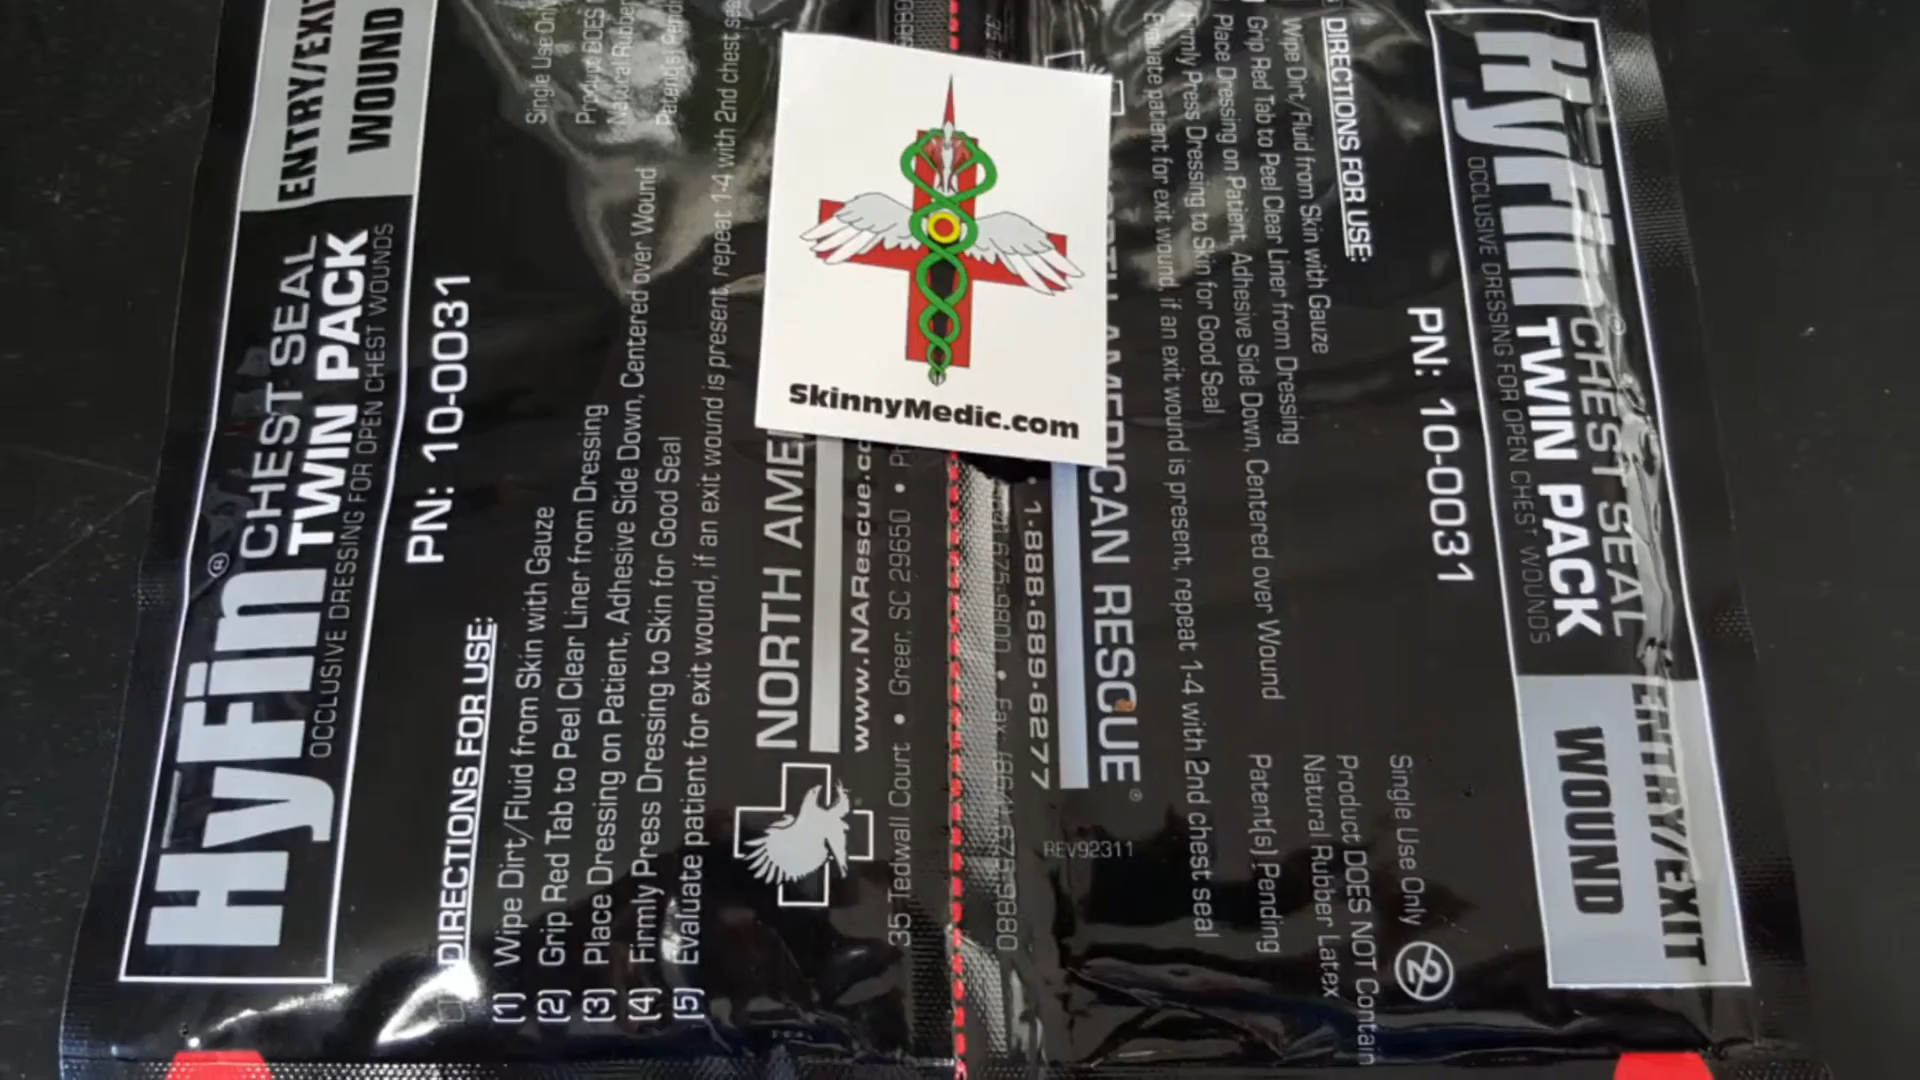 HyFin® CHEST SEAL
TWIN PACK
OCCLUSIVE DRESSING FOR OPEN CHEST WOUNDS
ENTRY/EXIT
WOUND
PN: 10-0031
DIRECTIONS FOR USE:
(1) Wipe Dirt/Fluid from Skin with Gauze
(2) Grip Red Tab to Peel Clear Liner from Dressing
(3) Place Dressing on Patient, Adhesive Side Down, Centered over Wound
(4) Firmly Press Dressing to Skin for Good Seal
(5) Evaluate patient for exit wound, if an exit wound is present, repeat 1-4 with 2nd chest seal
Single Use Only
Product DOES
Natural Rubber
NORTH AME
www.NARescue.co
35 Tedwall Court • Greer, SC 29650 •
SkinnyMedic.com
HyFin® CHEST SEAL
TWIN PACK
OCCLUSIVE DRESSING FOR OPEN CHEST WOUNDS
ENTRY/EXIT
WOUND
PN: 10-0031
DIRECTIONS FOR USE:
Wipe Dirt/Fluid from Skin with Gauze
Grip Red Tab to Peel Clear Liner from Dressing
Place Dressing on Patient, Adhesive Side Down, Centered over Wound
Firmly Press Dressing to Skin for Good Seal
patient for exit wound, if an exit wound is present, repeat 1-4 with 2nd chest seal
Single Use Only
Product DOES NOT Contain
Natural Rubber Latex
Patent(s) Pending
AMERICAN RESCUE®
1-888-689-6277
REV92311